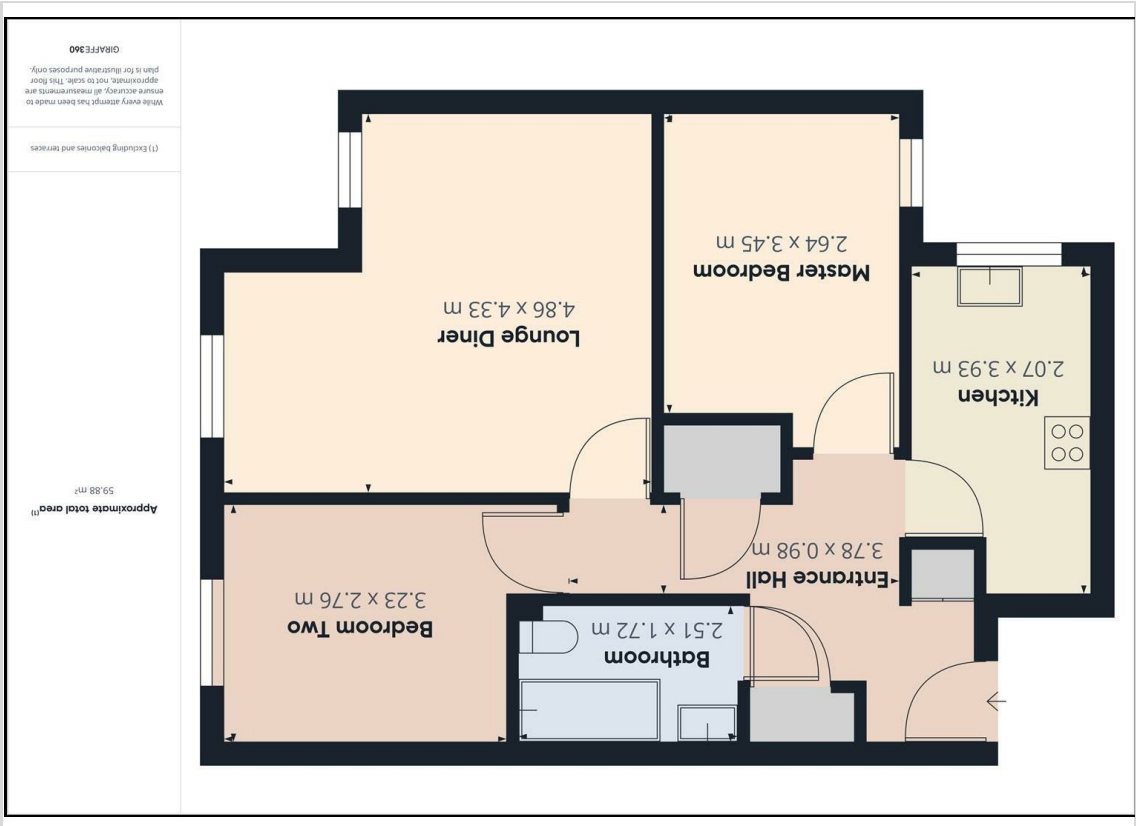 Entrance Hall
3.78 x 0.98 m
Bathroom
2.51 x 1.72 m
Bedroom Two
3.23 x 2.76 m
Kitchen
2.07 x 3.93 m
Lounge Diner
4.86 x 4.33 m
Master Bedroom
2.64 x 3.45 m
Approximate total area⁽¹⁾
59.88 m²
(1) Excluding balconies and terraces
While every attempt has been made to
ensure accuracy, all measurements are
approximate, not to scale. This floor
plan is for illustrative purposes only.
GIRAFFE360